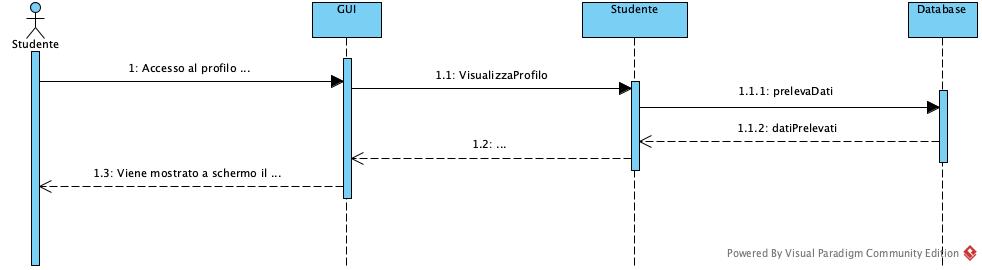 Studente
GUI
Studente
Database
1: Accesso al profilo ...
1.1: VisualizzaProfilo
1.1.1: prelevaDati
1.1.2: datiPrelevati
1.2: ...
1.3: Viene mostrato a schermo il ...
Powered By Visual Paradigm Community Edition